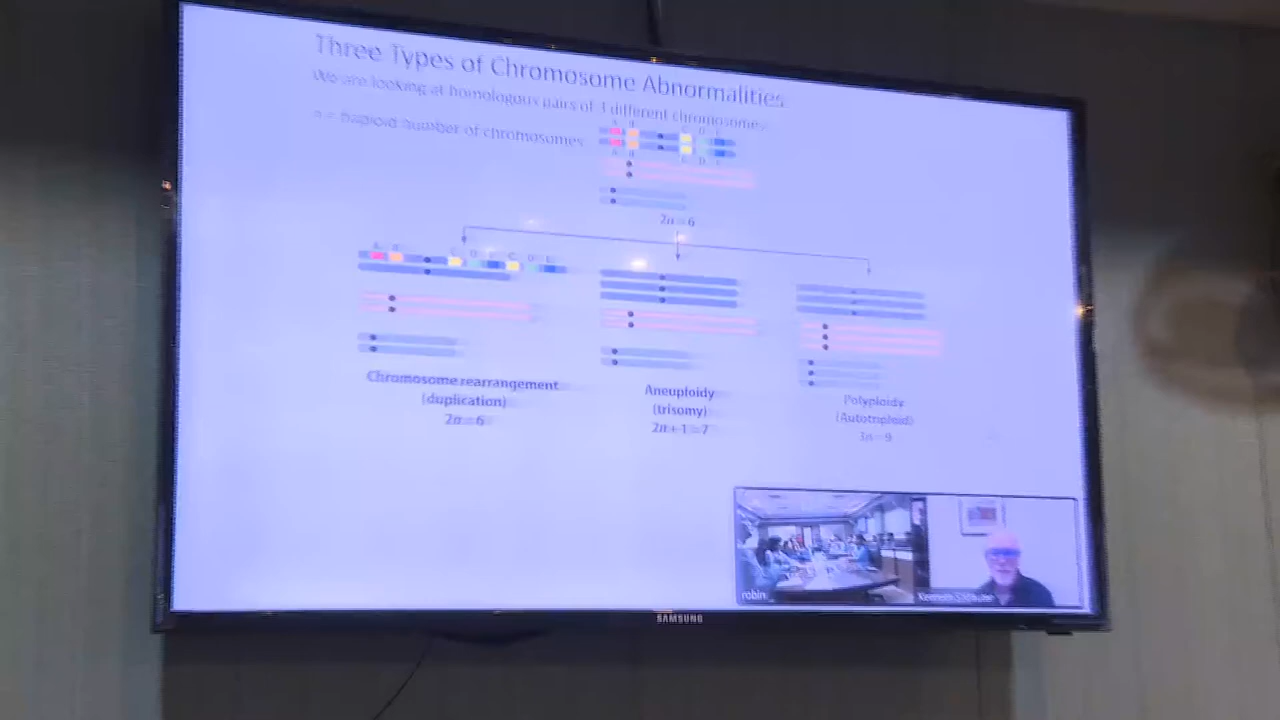 Three Types of Chromosome Abnormalities
We are looking at homologous pairs of 3 different chromosomes
n = haploid number of chromosomes
A B C D E
A B C D E
2n = 6
A B C D E C D E
Chromosome rearrangement
(duplication)
2n = 6
Aneuploidy
(trisomy)
2n + 1 = 7
Polyploidy
(Autotriploid)
3n = 9
robin
Kenneth
SAMSUNG